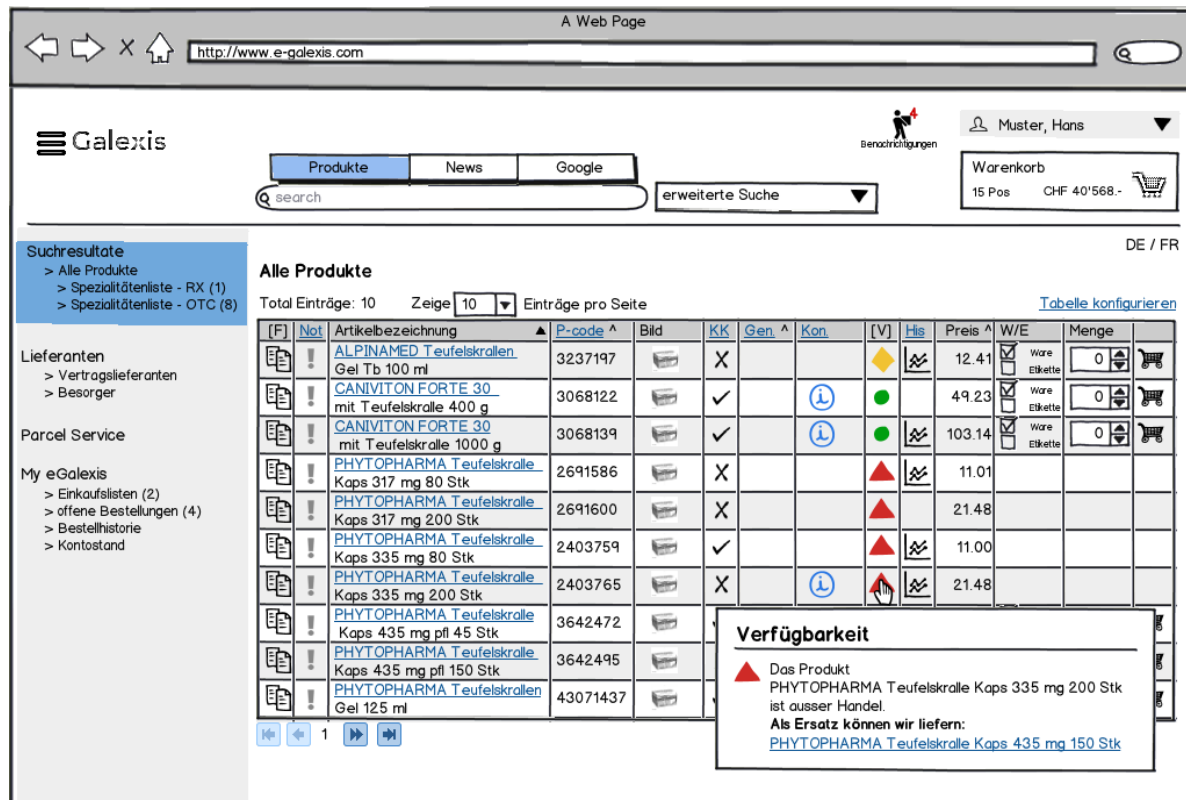 A Web Page
http://www.e-galexis.com
Galexis
4
Benachrichtigungen
Muster, Hans
Produkte News Google
Warenkorb
15 Pos CHF 40'568.-
search
erweiterte Suche
DE / FR
Suchresultate
> Alle Produkte
> Spezialitätenliste - RX (1)
> Spezialitätenliste - OTC (8)
Lieferanten
> Vertragslieferanten
> Besorger
Parcel Service
My eGalexis
> Einkaufslisten (2)
> offene Bestellungen (4)
> Bestellhistorie
> Kontostand
Alle Produkte
Total Einträge: 10 Zeige 10 Einträge pro Seite Tabelle konfigurieren
[F] Not Artikelbezeichnung P-code ^ Bild KK Gen. ^ Kon. [V] His Preis ^ W/E Menge
ALPINAMED Teufelskrallen
Gel Tb 100 ml
3237197 X 12.41 Ware Etikette 0
CANIVITON FORTE 30
mit Teufelskralle 400 g
3068122 i 49.23 Ware Etikette 0
CANIVITON FORTE 30
mit Teufelskralle 1000 g
3068139 i 103.14 Ware Etikette 0
PHYTOPHARMA Teufelskralle
Kaps 317 mg 80 Stk
2691586 X 11.01
PHYTOPHARMA Teufelskralle
Kaps 317 mg 200 Stk
2691600 X 21.48
PHYTOPHARMA Teufelskralle
Kaps 335 mg 80 Stk
2403759 11.00
PHYTOPHARMA Teufelskralle
Kaps 335 mg 200 Stk
2403765 X i 21.48
PHYTOPHARMA Teufelskralle
Kaps 435 mg pfl 45 Stk
3642472
PHYTOPHARMA Teufelskralle
Kaps 435 mg pfl 150 Stk
3642495
PHYTOPHARMA Teufelskrallen
Gel 125 ml
43071437
1
Verfügbarkeit
Das Produkt
PHYTOPHARMA Teufelskralle Kaps 335 mg 200 Stk
ist ausser Handel.
Als Ersatz können wir liefern:
PHYTOPHARMA Teufelskralle Kaps 435 mg 150 Stk